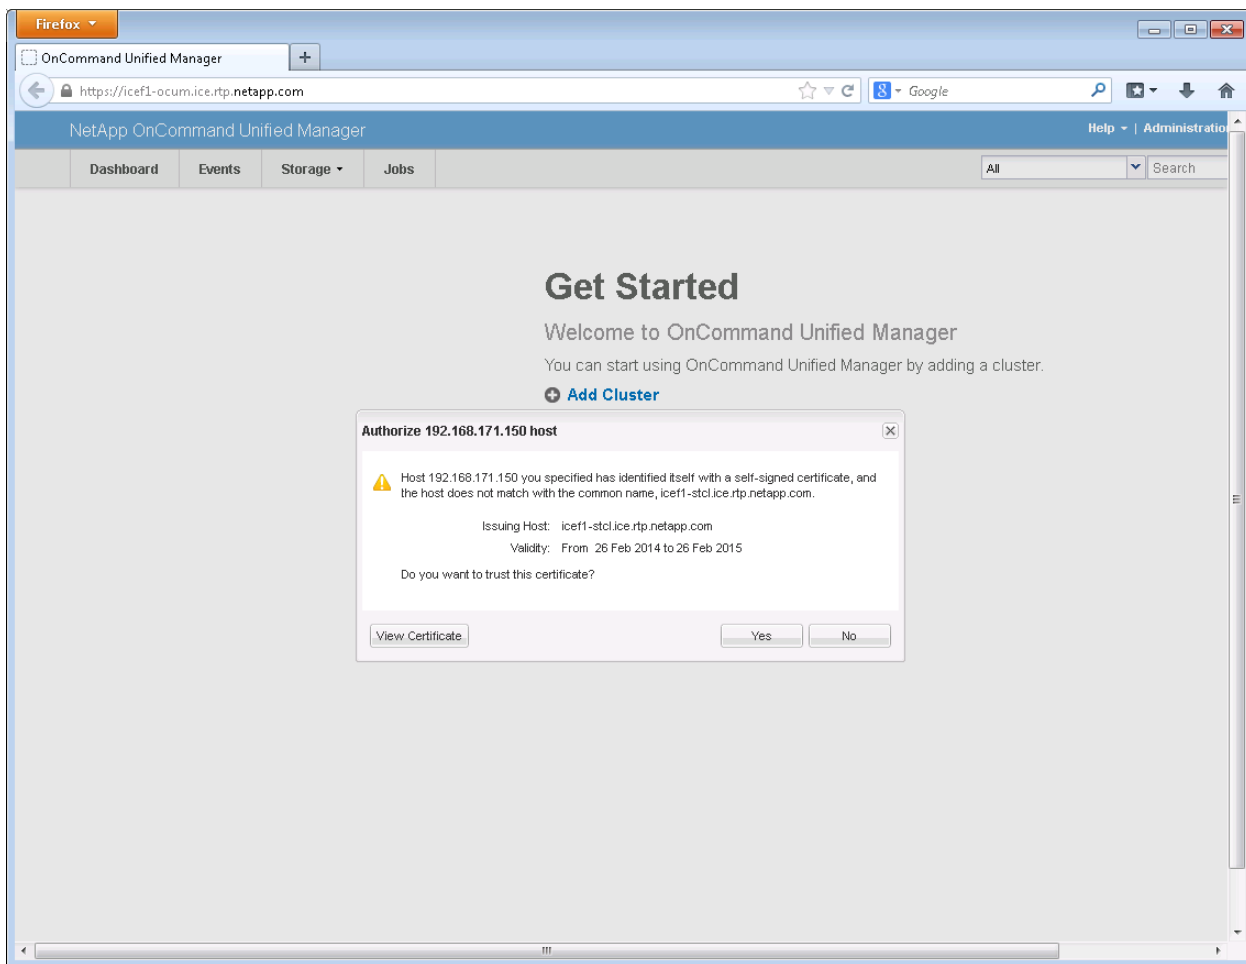 Firefox
OnCommand Unified Manager
https://icef1-ocum.ice.rtp.netapp.com
8 Google
NetApp OnCommand Unified Manager
Help | Administratio
Dashboard Events Storage Jobs
All Search
Get Started
Welcome to OnCommand Unified Manager
You can start using OnCommand Unified Manager by adding a cluster.
Add Cluster
Authorize 192.168.171.150 host
Host 192.168.171.150 you specified has identified itself with a self-signed certificate, and
the host does not match with the common name, icef1-stcl.ice.rtp.netapp.com.
Issuing Host: icef1-stcl.ice.rtp.netapp.com
Validity: From 26 Feb 2014 to 26 Feb 2015
Do you want to trust this certificate?
View Certificate Yes No